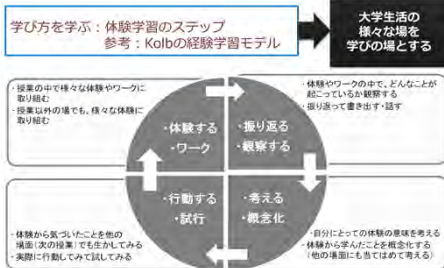 学び方を学ぶ：体験学習のステップ
参考：Kolbの経験学習モデル
大学生活の
様々な場を
学びの場とする
・授業の中で様々な体験やワークに
取り組む
・授業以外の場でも、様々な体験に
取り組む
・体験やワークの中で、どんなことが
起こっているか観察する
・振り返って書き出す・話す
・体験する
・ワーク
・振り返る
・観察する
・行動する
・試行
・考える
・概念化
・体験から気づいたことを他の
場面（次の授業）でも生かしてみる
・実際に行動してみて試してみる
・自分にとっての体験の意味を考える
・体験から学んだことを概念化する
（他の場面にも当てはめて考える）